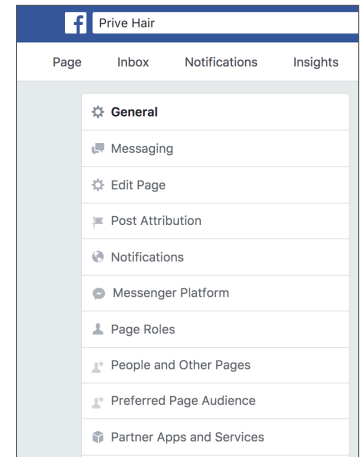 f Prive Hair
Page Inbox Notifications Insights
General
Messaging
Edit Page
Post Attribution
Notifications
Messenger Platform
Page Roles
People and Other Pages
Preferred Page Audience
Partner Apps and Services